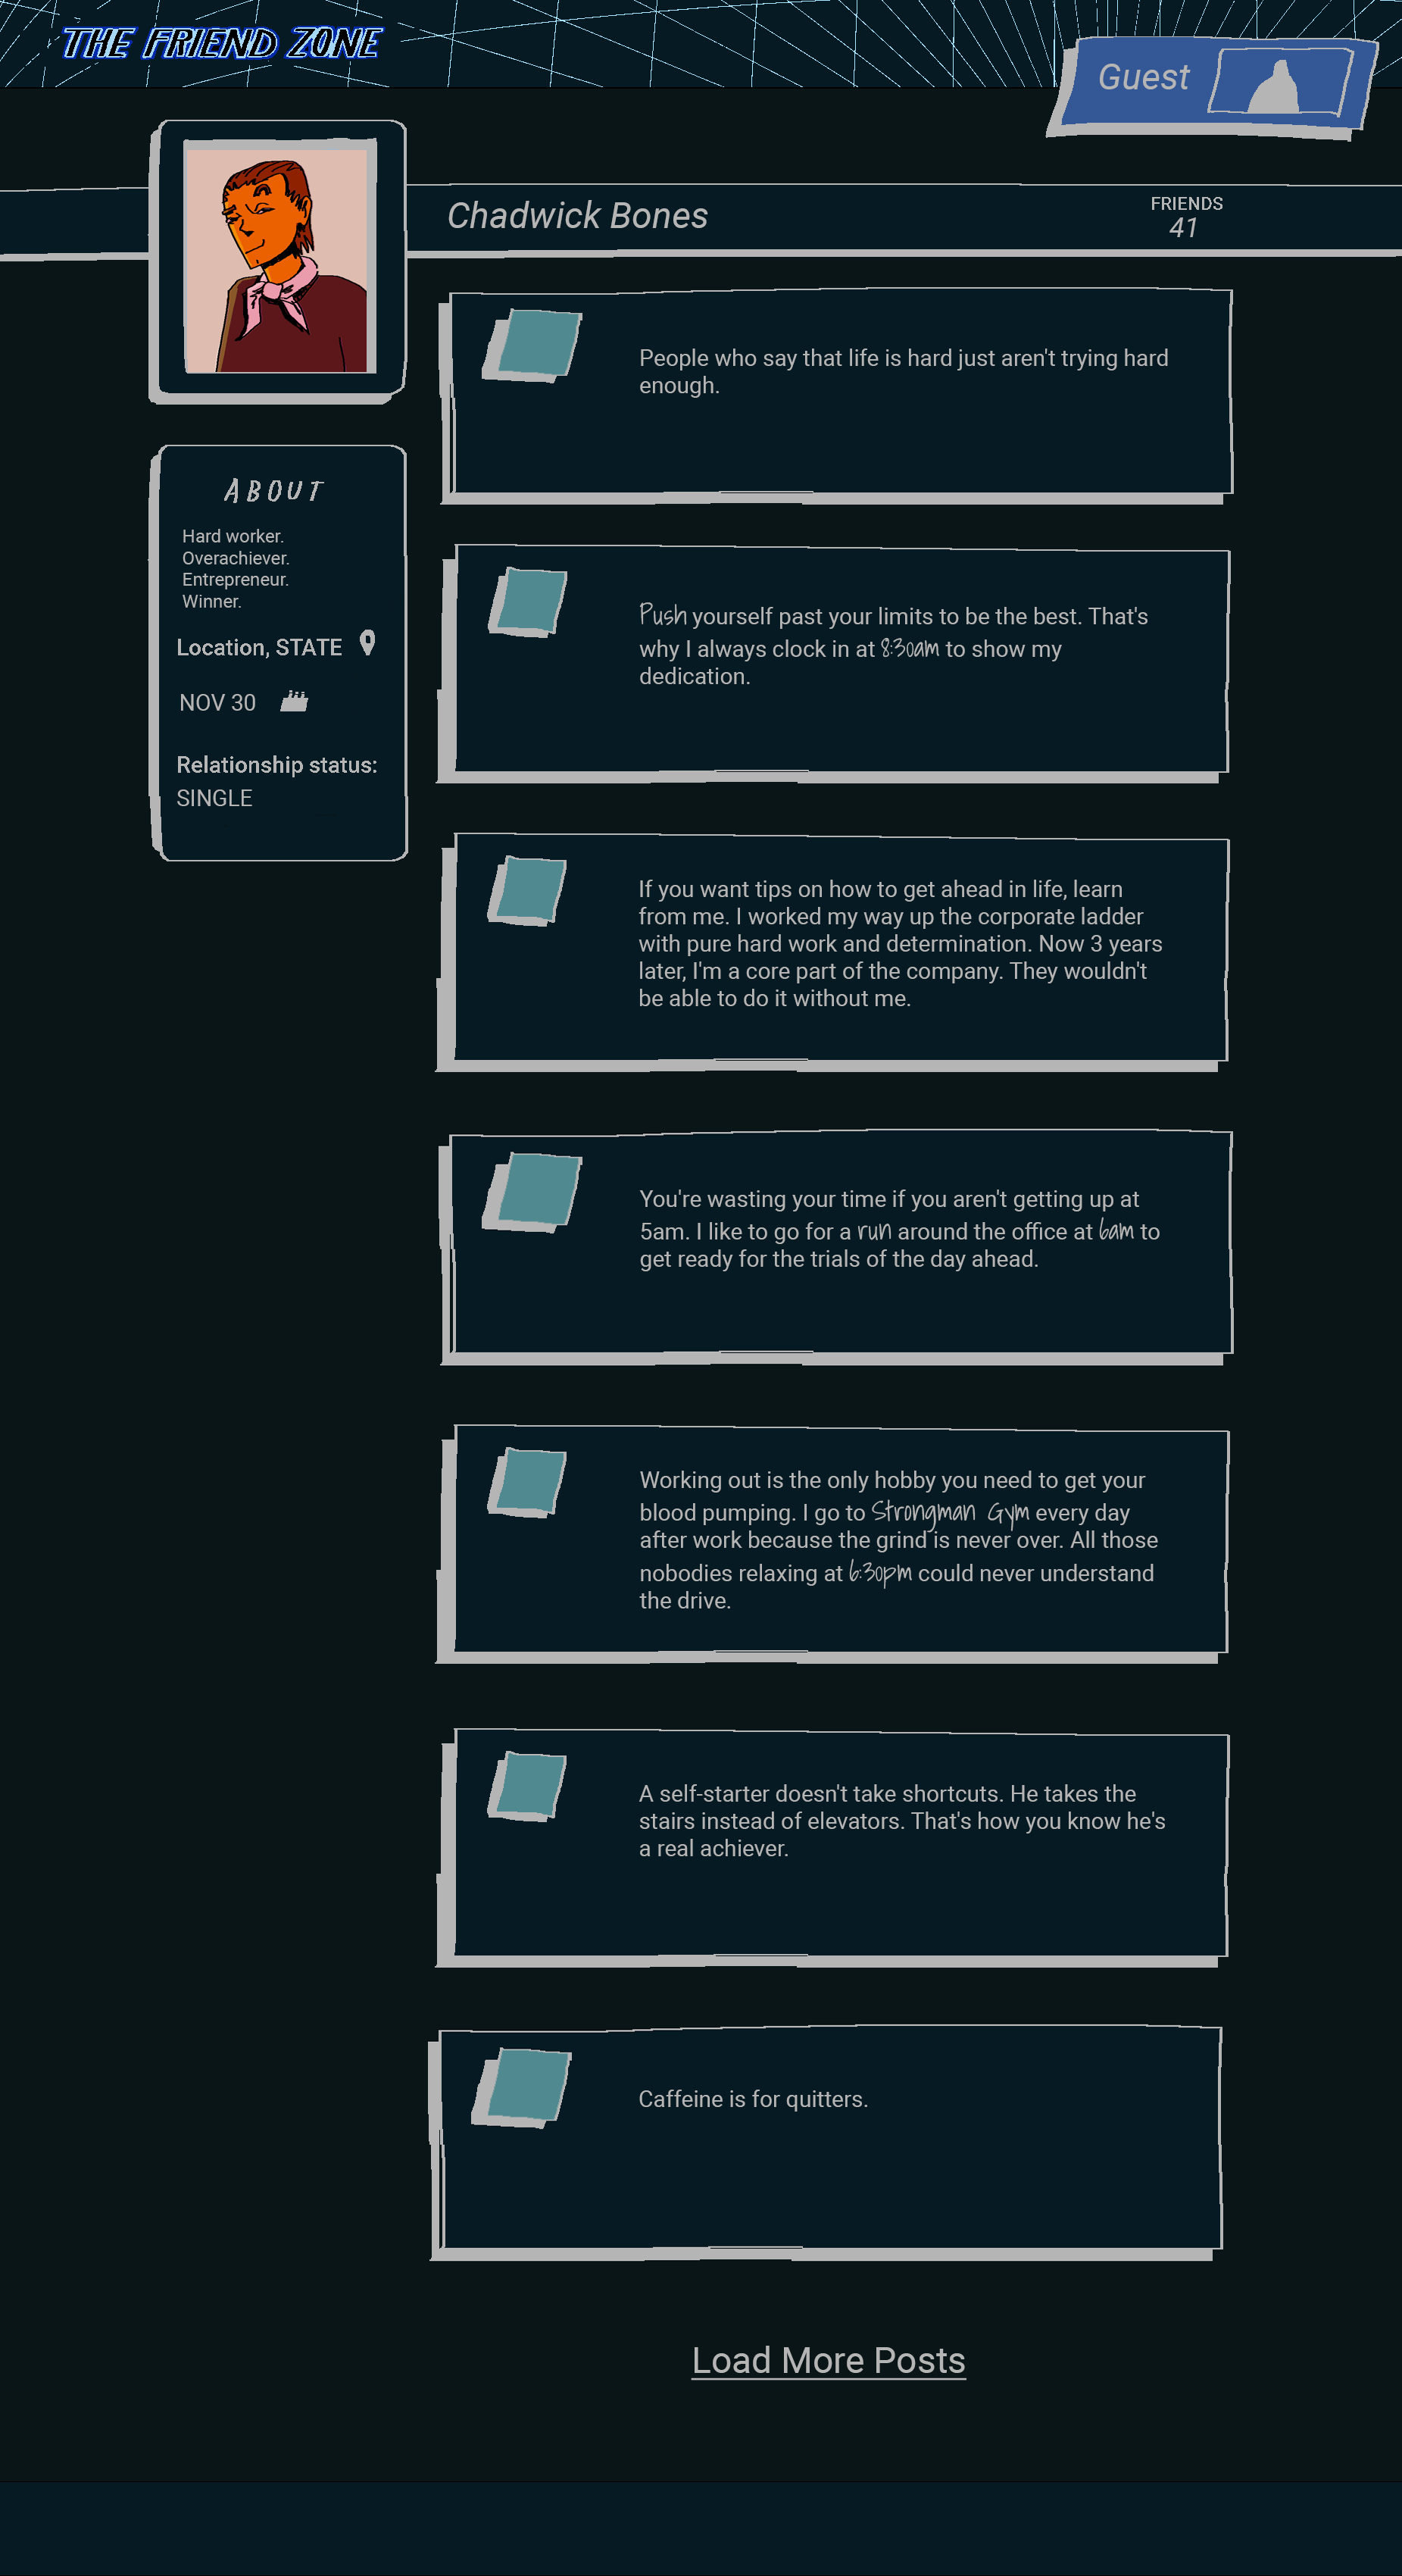 THE FRIEND ZONE
Guest
Chadwick Bones
FRIENDS
41
ABOUT
Hard worker.
Overachiever.
Entrepreneur.
Winner.
Location, STATE
NOV 30
Relationship status:
SINGLE
People who say that life is hard just aren't trying hard
enough.
Push yourself past your limits to be the best. That's
why I always clock in at 8:30am to show my
dedication.
If you want tips on how to get ahead in life, learn
from me. I worked my way up the corporate ladder
with pure hard work and determination. Now 3 years
later, I'm a core part of the company. They wouldn't
be able to do it without me.
You're wasting your time if you aren't getting up at
5am. I like to go for a run around the office at 6am to
get ready for the trials of the day ahead.
Working out is the only hobby you need to get your
blood pumping. I go to Strongman Gym every day
after work because the grind is never over. All those
nobodies relaxing at 6:30pm could never understand
the drive.
A self-starter doesn't take shortcuts. He takes the
stairs instead of elevators. That's how you know he's
a real achiever.
Caffeine is for quitters.
Load More Posts